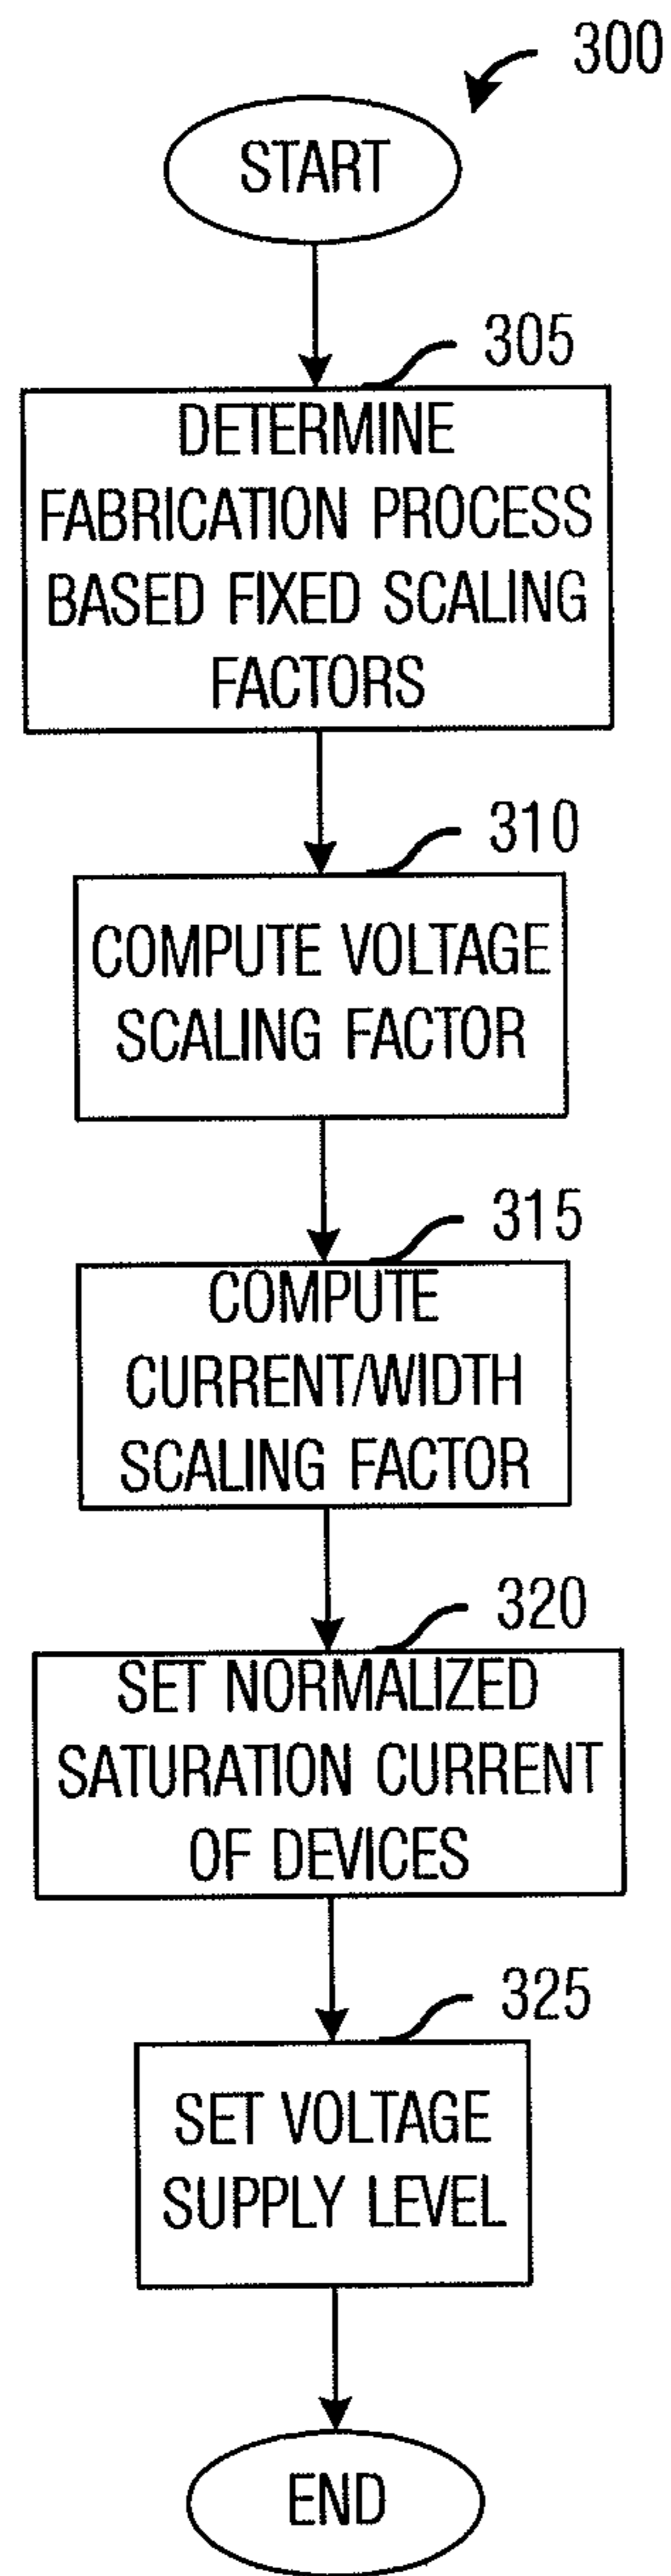 300
START
305
DETERMINE
FABRICATION PROCESS
BASED FIXED SCALING
FACTORS
310
COMPUTE VOLTAGE
SCALING FACTOR
315
COMPUTE
CURRENT/WIDTH
SCALING FACTOR
320
SET NORMALIZED
SATURATION CURRENT
OF DEVICES
325
SET VOLTAGE
SUPPLY LEVEL
END